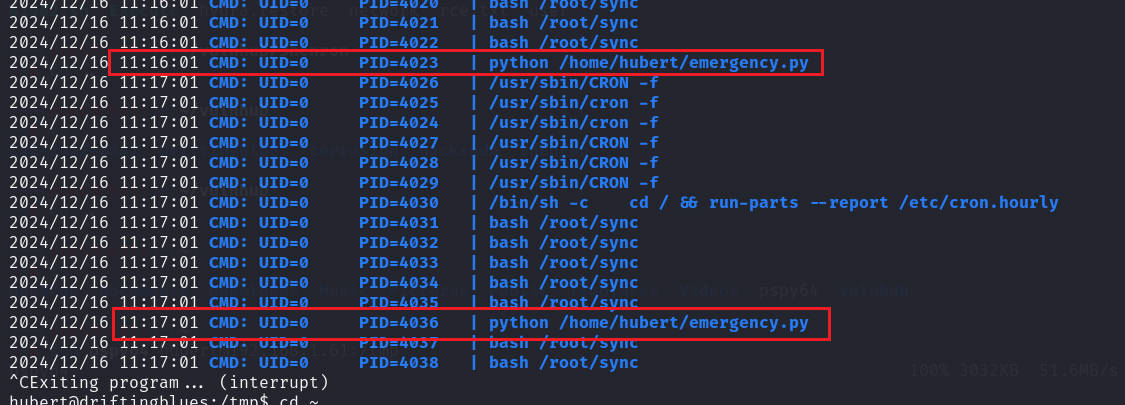 2024/12/16 11:16:01 CMD: UID=0     PID=4020   | bash /root/sync
2024/12/16 11:16:01 CMD: UID=0     PID=4021   | bash /root/sync
2024/12/16 11:16:01 CMD: UID=0     PID=4022   | bash /root/sync
2024/12/16 11:16:01 CMD: UID=0     PID=4023   | python /home/hubert/emergency.py
2024/12/16 11:17:01 CMD: UID=0     PID=4026   | /usr/sbin/CRON -f
2024/12/16 11:17:01 CMD: UID=0     PID=4025   | /usr/sbin/cron -f
2024/12/16 11:17:01 CMD: UID=0     PID=4024   | /usr/sbin/cron -f
2024/12/16 11:17:01 CMD: UID=0     PID=4027   | /usr/sbin/CRON -f
2024/12/16 11:17:01 CMD: UID=0     PID=4028   | /usr/sbin/CRON -f
2024/12/16 11:17:01 CMD: UID=0     PID=4029   | /usr/sbin/CRON -f
2024/12/16 11:17:01 CMD: UID=0     PID=4030   | /bin/sh -c    cd / && run-parts --report /etc/cron.hourly
2024/12/16 11:17:01 CMD: UID=0     PID=4031   | bash /root/sync
2024/12/16 11:17:01 CMD: UID=0     PID=4032   | bash /root/sync
2024/12/16 11:17:01 CMD: UID=0     PID=4033   | bash /root/sync
2024/12/16 11:17:01 CMD: UID=0     PID=4034   | bash /root/sync
2024/12/16 11:17:01 CMD: UID=0     PID=4035   | bash /root/sync
pspy64
2024/12/16 11:17:01 CMD: UID=0     PID=4036   | python /home/hubert/emergency.py
2024/12/16 11:17:01 CMD: UID=0     PID=4037   | bash /root/sync
2024/12/16 11:17:01 CMD: UID=0     PID=4038   | bash /root/sync
100% 3032KB  51.6MB/s
^CExiting program... (interrupt)
hubert@driftingblues:/tmp$ cd ~